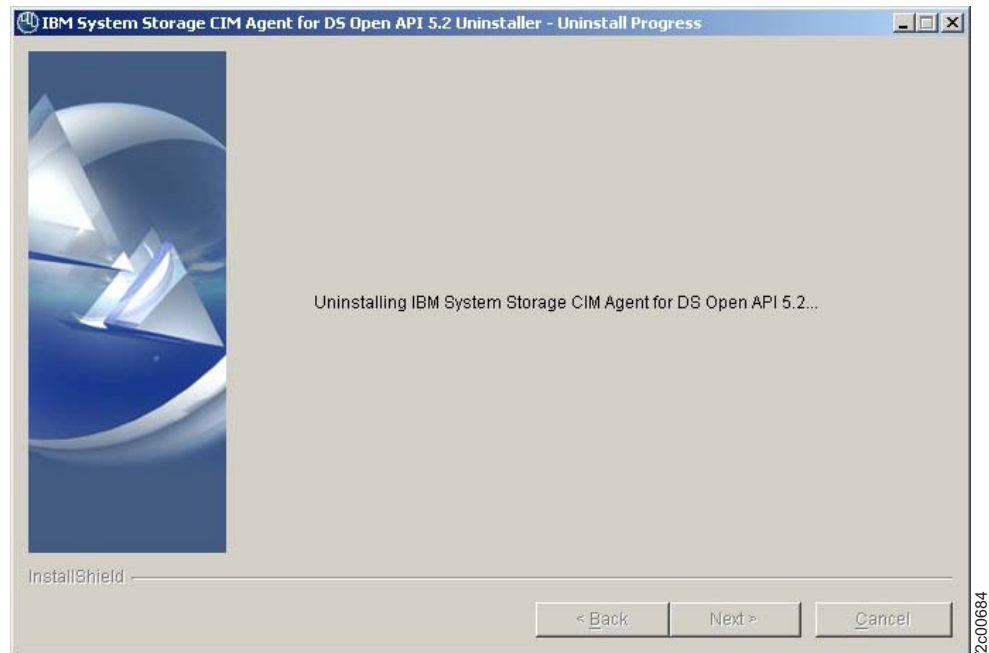 IBM System Storage CIM Agent for DS Open API 5.2 Uninstaller - Uninstall Progress
Uninstalling IBM System Storage CIM Agent for DS Open API 5.2...
InstallShield
< Back Next > Cancel
2c00684